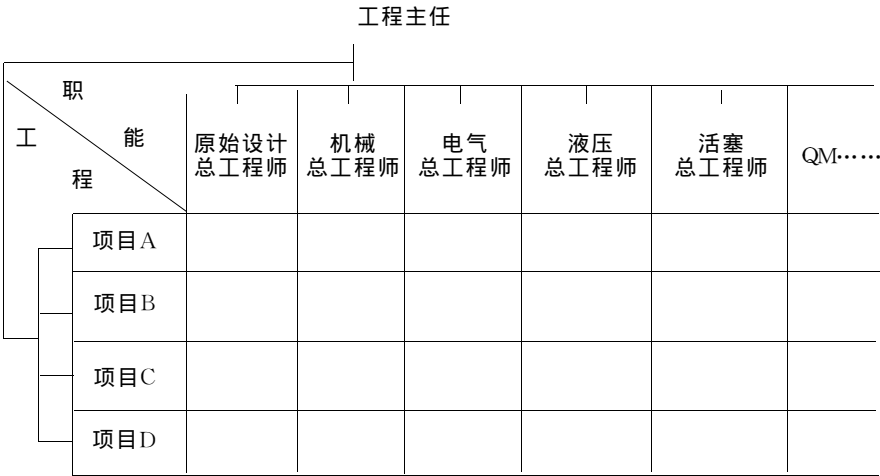 工程主任
职
工 能
程
原始设计
总工程师
机械
总工程师
电气
总工程师
液压
总工程师
活塞
总工程师
QM……
项目A
项目B
项目C
项目D